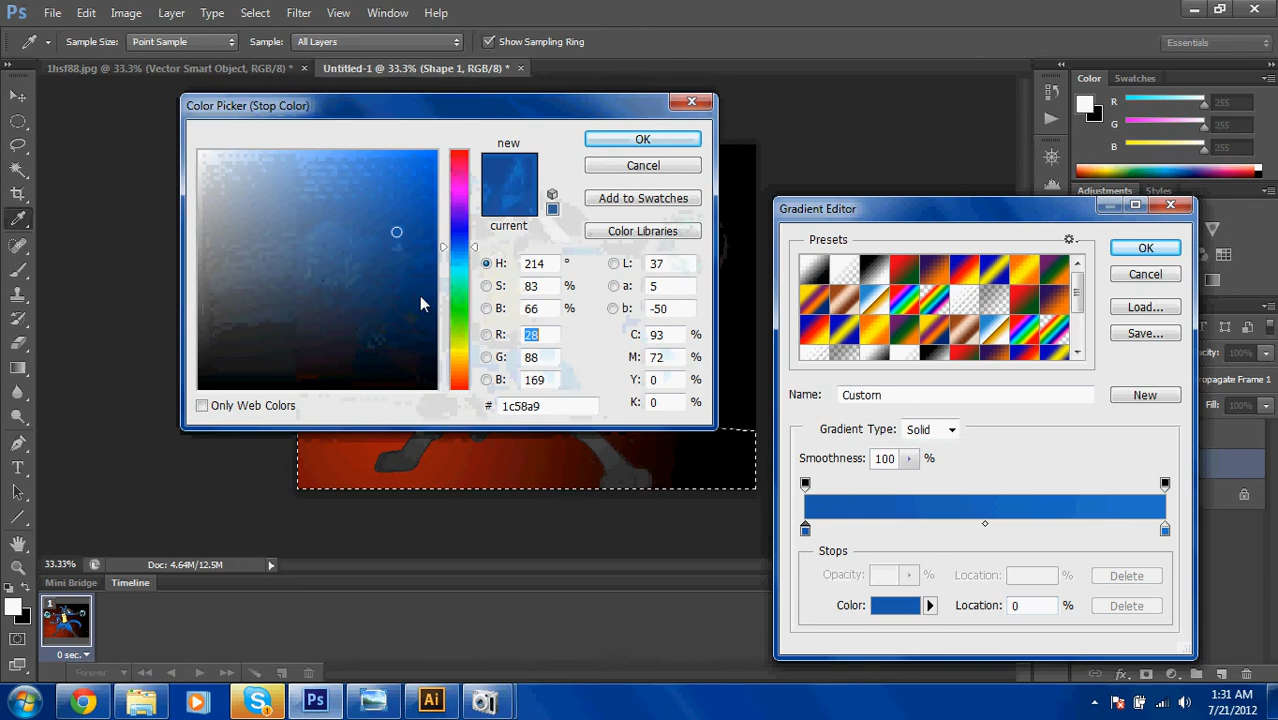 Ps File Edit Image Layer Type Select Filter View Window Help
Sample Size: Point Sample Sample: All Layers Show Sampling Ring Essentials
1hsf88.jpg @ 33.3% (Vector Smart Object, RGB/8) * × Untitled-1 @ 33.3% (Shape 1, RGB/8) * ×
Color Swatches
R 255
G 255
B 255
Adjustments Styles
Color Picker (Stop Color)
new
current
OK
Cancel
Add to Swatches
Color Libraries
H: 214 ° L: 37
S: 83 % a: 5
B: 66 % b: -50
R: 28 C: 93 %
G: 88 M: 72 %
B: 169 Y: 0 %
# 1c58a9 K: 0 %
Only Web Colors
Gradient Editor
Presets
OK
Cancel
Load...
Save...
Name: Custom New
Gradient Type: Solid
Smoothness: 100 %
Stops
Opacity: % Location: % Delete
Color: Location: 0 % Delete
Opacity: 100%
Propagate Frame 1
Fill: 100%
33.33% Doc: 4.64M/12.5M
Mini Bridge Timeline
1
0 sec.
Forever
Ps Ai
1:31 AM
7/21/2012